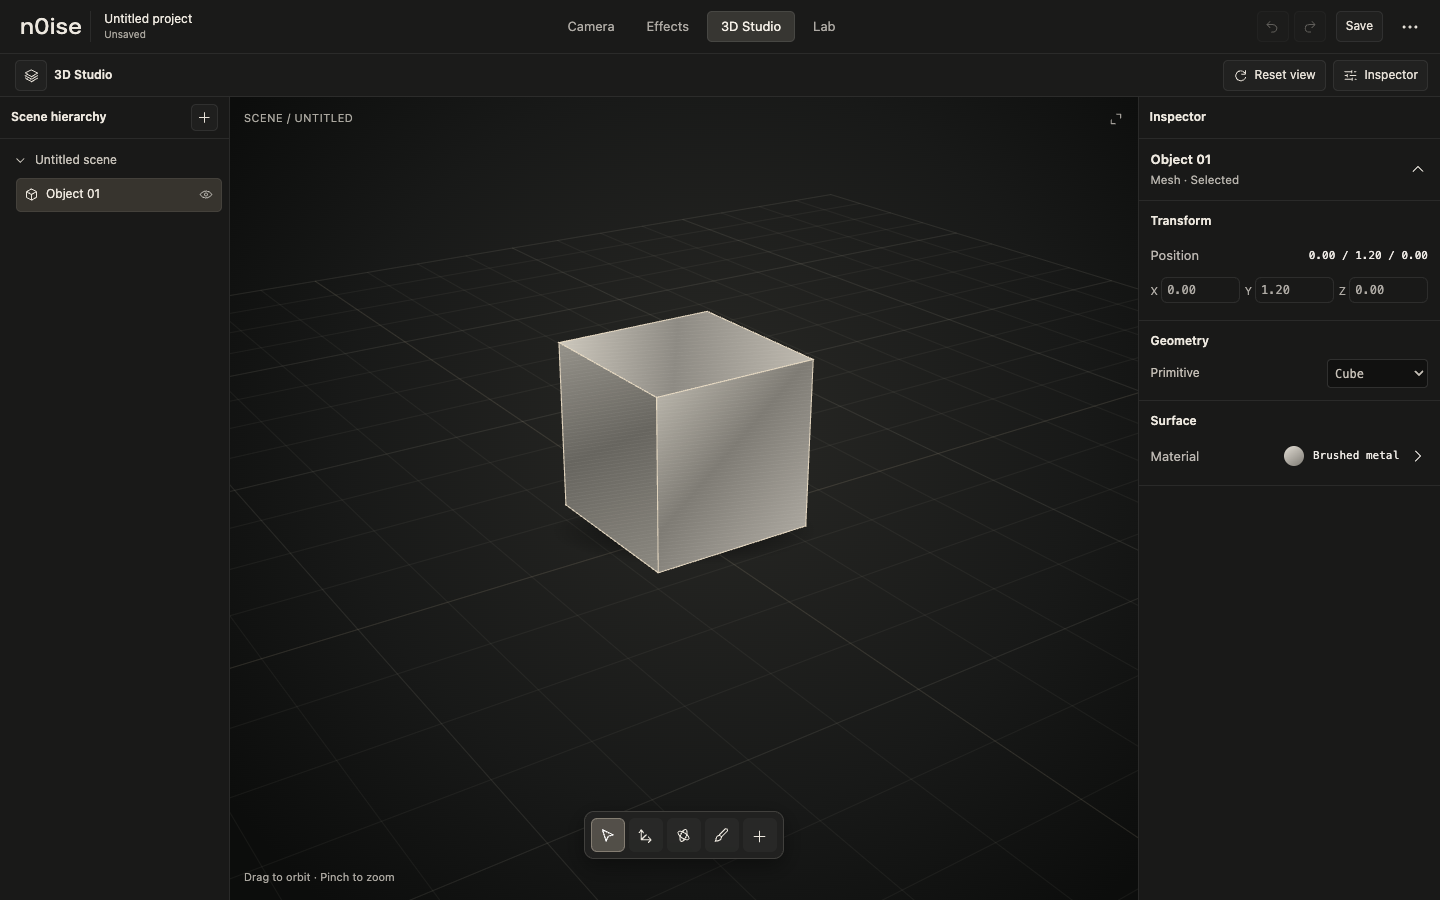 n0ise
Untitled project
Unsaved
Camera
Effects
3D Studio
Lab
Save
3D Studio
Reset view
Inspector
Scene hierarchy
Untitled scene
Object 01
SCENE / UNTITLED
Drag to orbit · Pinch to zoom
Inspector
Object 01
Mesh · Selected
Transform
Position 0.00 / 1.20 / 0.00
X 0.00 Y 1.20 Z 0.00
Geometry
Primitive Cube
Surface
Material Brushed metal